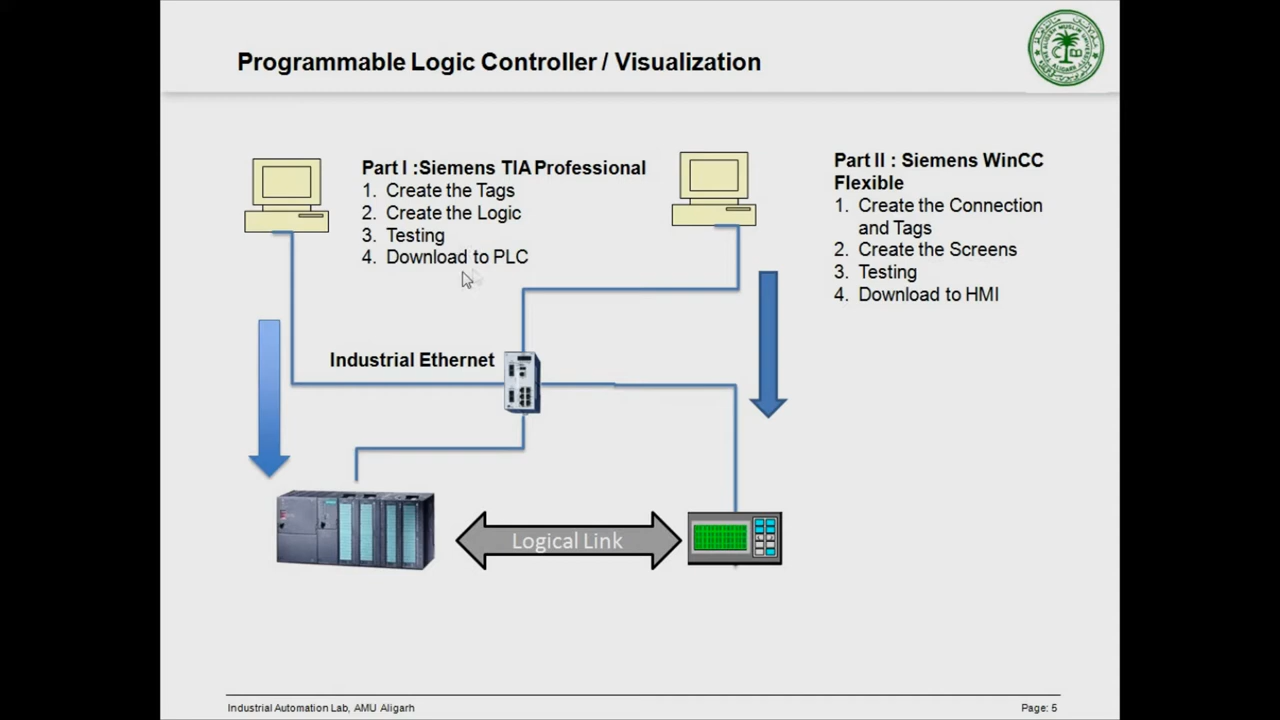 Programmable Logic Controller / Visualization
Part I :Siemens TIA Professional
1. Create the Tags
2. Create the Logic
3. Testing
4. Download to PLC
Part II : Siemens WinCC
Flexible
1. Create the Connection
and Tags
2. Create the Screens
3. Testing
4. Download to HMI
Industrial Ethernet
Logical Link
Industrial Automation Lab, AMU Aligarh
Page: 5